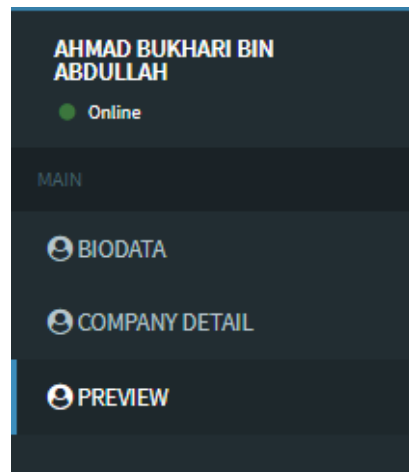 AHMAD BUKHARI BIN
ABDULLAH
Online
MAIN
BIODATA
COMPANY DETAIL
PREVIEW